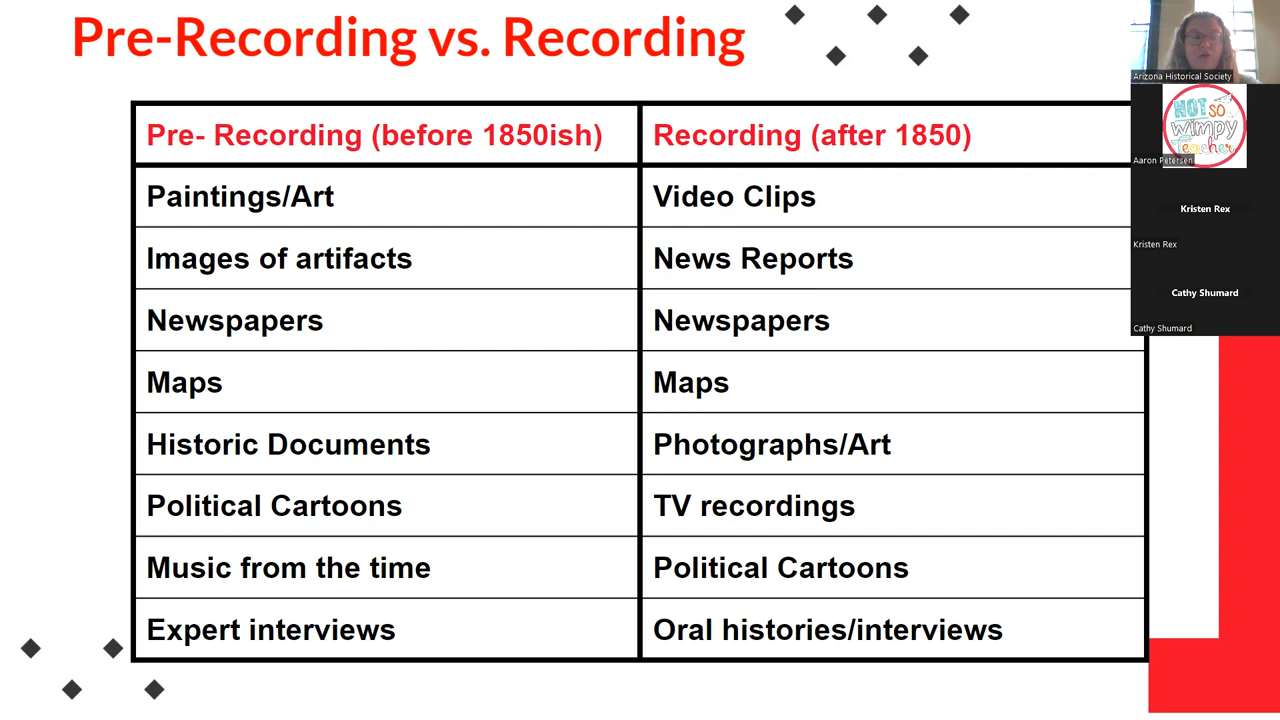 Pre-Recording vs. Recording
Pre- Recording (before 1850ish)
Recording (after 1850)
Paintings/Art
Video Clips
Images of artifacts
News Reports
Newspapers
Newspapers
Maps
Maps
Historic Documents
Photographs/Art
Political Cartoons
TV recordings
Music from the time
Political Cartoons
Expert interviews
Oral histories/interviews
Arizona Historical Society
NOT SO
wimpy
Teacher
Aaron Petersen
Kristen Rex
Kristen Rex
Cathy Shumard
Cathy Shumard